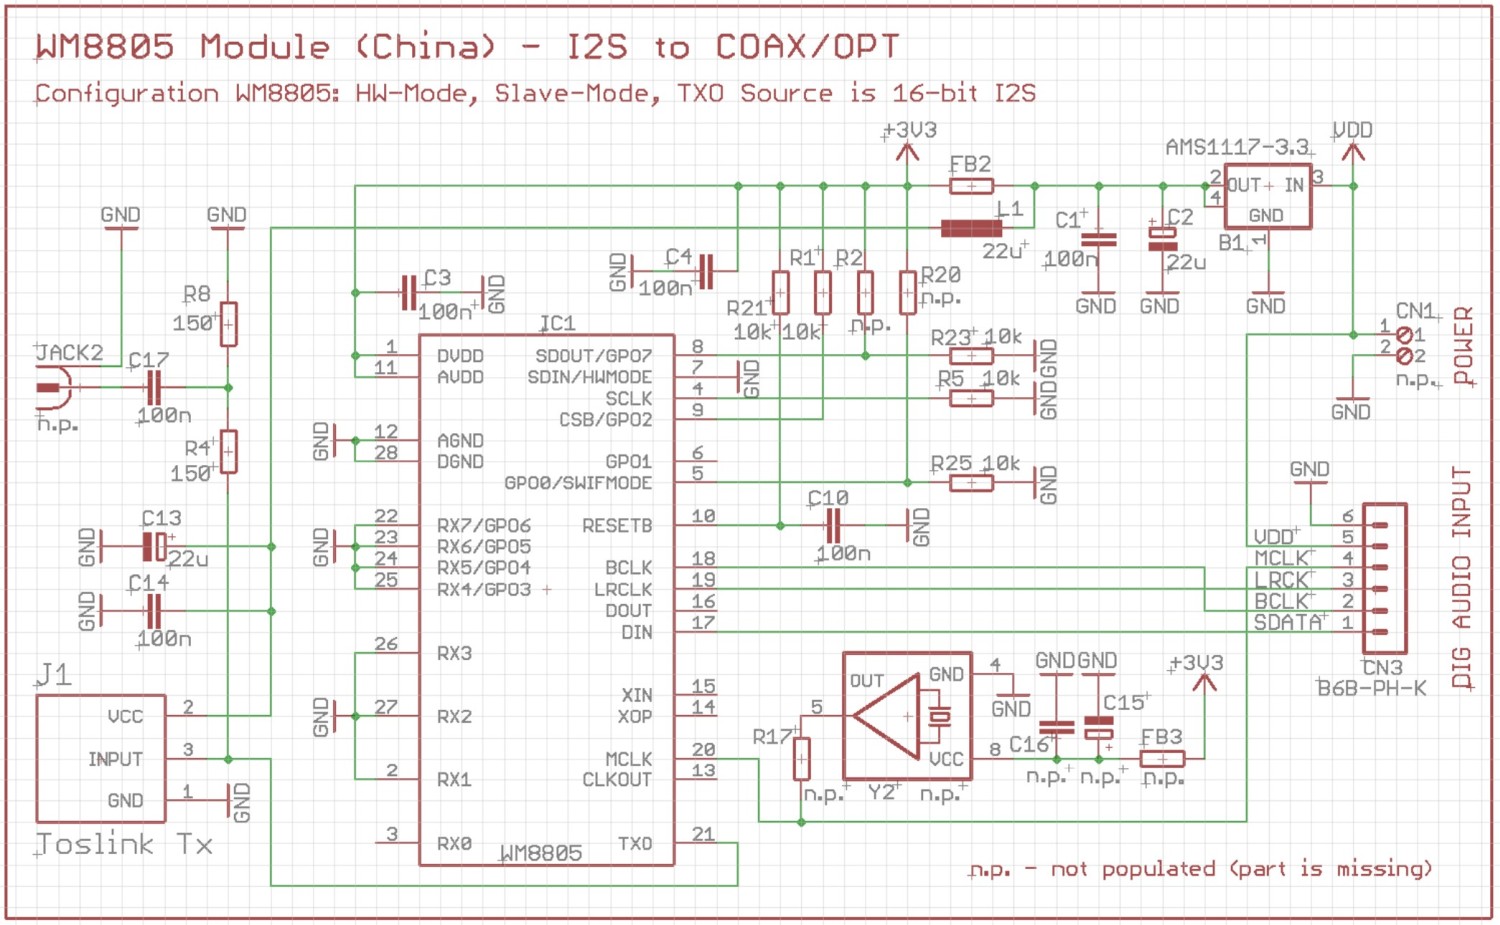 WM8805 Module (China) - I2S to COAX/OPT
Configuration WM8805: HW-Mode, Slave-Mode, TXO Source is 16-bit I2S
+3V3
FB2
AMS1117-3.3
VDD
2 OUT IN 3
4
GND
B1 1
GND
GND
GND
L1
22u
C1
100n
GND
C2
22u
GND
C3
100n
GND
GND
C4
100n
R21
10k
R1
10k
R2
n.p.
R20
n.p.
R8
150
JACK2
n.p.
C17
100n
R4
150
CN1
1 1
2 2
n.p.
POWER
GND
IC1
1 DVDD
11 AVDD
12 AGND
28 DGND
22 RX7/GPO6
23 RX6/GPO5
24 RX5/GPO4
25 RX4/GPO3
26 RX3
27 RX2
2 RX1
3 RX0
SDOUT/GPO7 8
SDIN/HWMODE 7
SCLK 4
CSB/GPO2 9
GPO1 6
GPO0/SWIFMODE 5
RESETB 10
BCLK 18
LRCLK 19
DOUT 16
DIN 17
XIN 15
XOP 14
MCLK 20
CLKOUT 13
TXO 21
WM8805
GND
GND
GND
GND
R23 10k
GND
R5 10k
GND
R25 10k
GND
C10
100n
GND
GND
C13
22u
GND
C14
100n
GND
GND
VDD
MCLK
LRCK
BCLK
SDATA
6
5
4
3
2
1
CN3
B6B-PH-K
DIG AUDIO INPUT
J1
VCC 2
INPUT 3
GND 1
GND
Toslink Tx
R17
n.p.
5
OUT
GND 4
GND
VCC 8
Y2
n.p.
GND
GND
C16
n.p.
C15
n.p.
FB3
n.p.
+3V3
n.p. - not populated (part is missing)